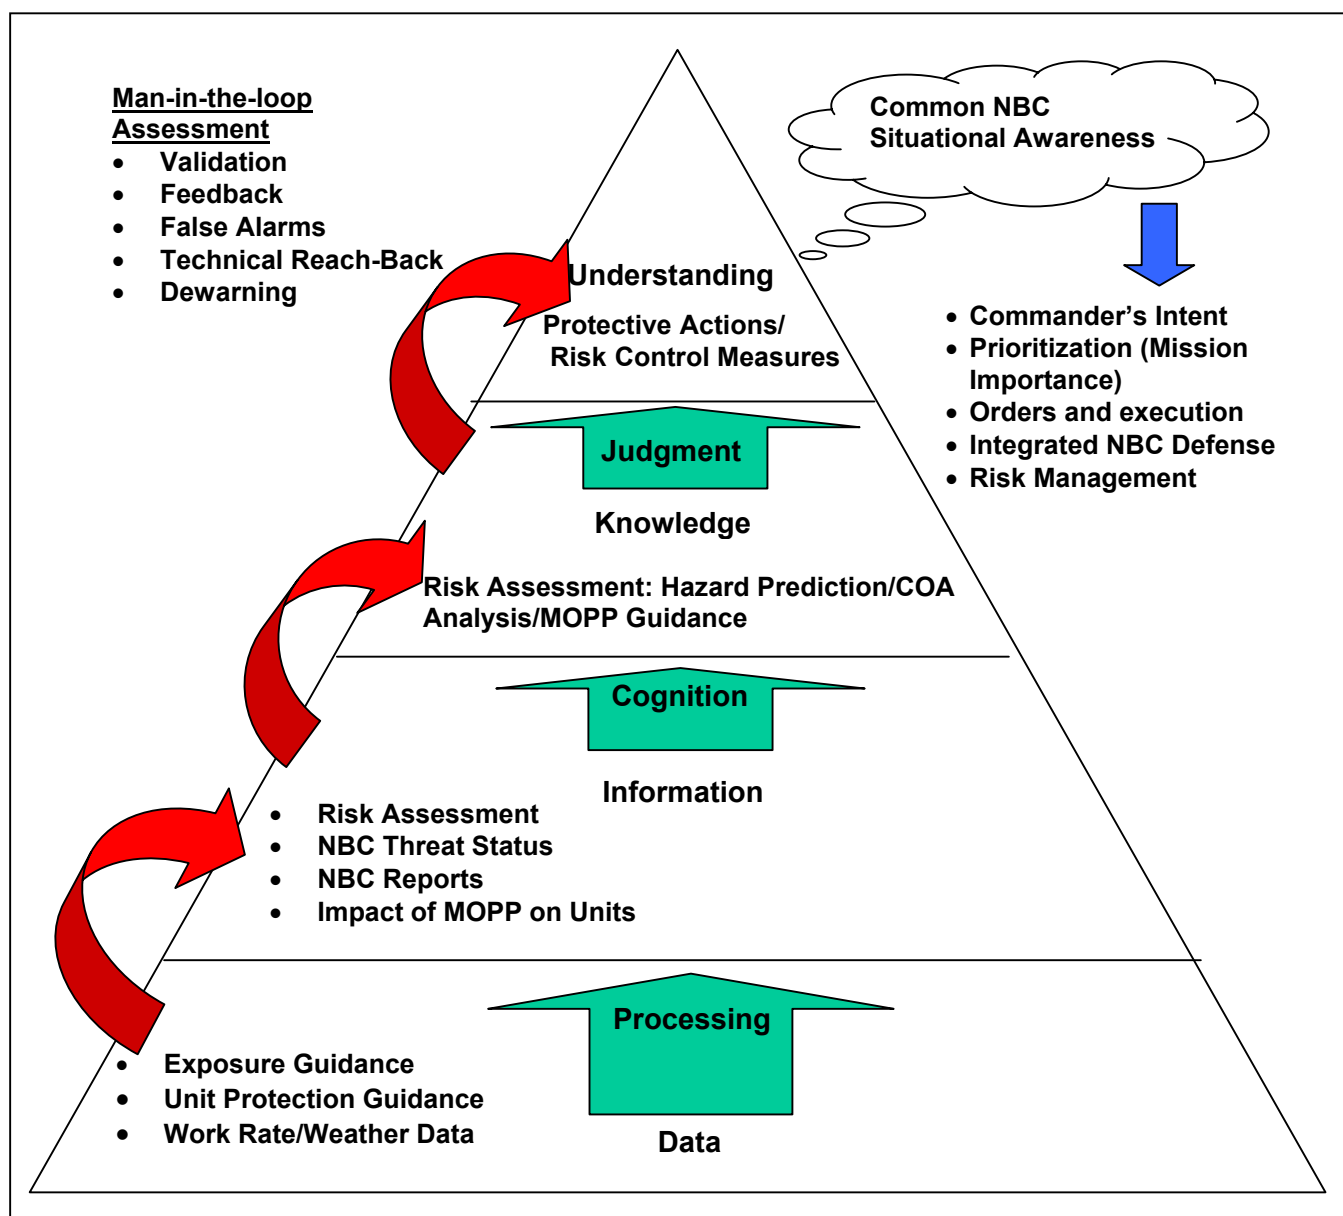 Man-in-the-loop
Assessment
• Validation
• Feedback
• False Alarms
• Technical Reach-Back
• Dewarning
Common NBC
Situational Awareness
• Commander’s Intent
• Prioritization (Mission
Importance)
• Orders and execution
• Integrated NBC Defense
• Risk Management
Understanding
Protective Actions/
Risk Control Measures
Judgment
Knowledge
Risk Assessment: Hazard Prediction/COA
Analysis/MOPP Guidance
Cognition
Information
• Risk Assessment
• NBC Threat Status
• NBC Reports
• Impact of MOPP on Units
Processing
• Exposure Guidance
• Unit Protection Guidance
• Work Rate/Weather Data
Data